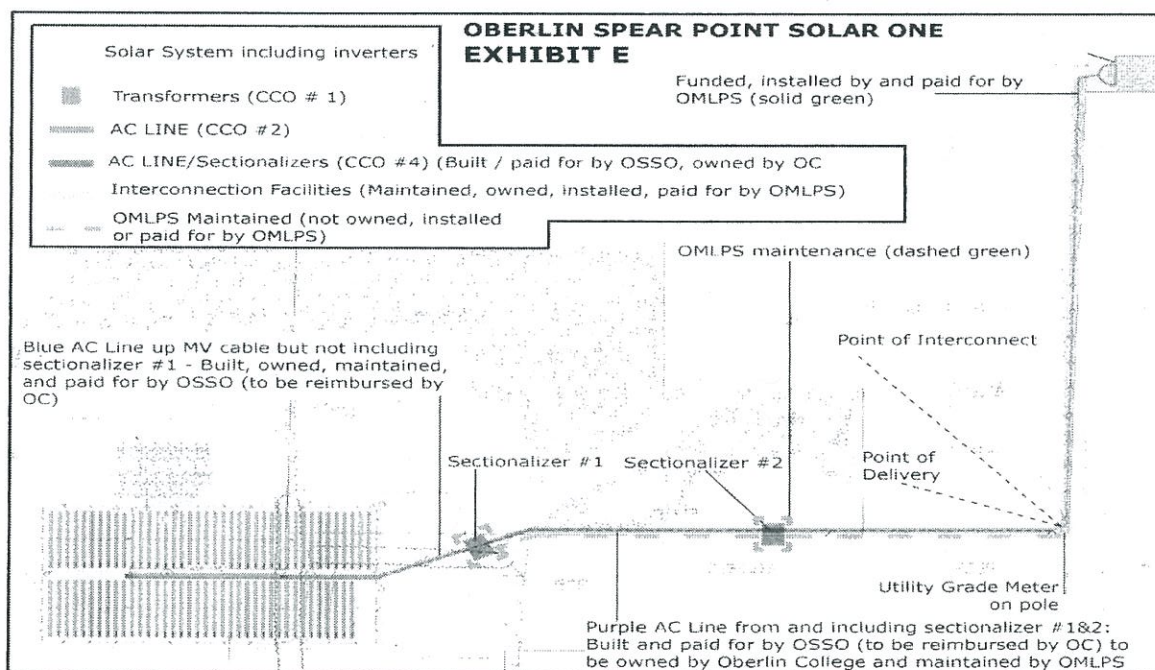 OBERLIN SPEAR POINT SOLAR ONE
EXHIBIT E
Solar System including inverters
Transformers (CCO # 1)
AC LINE (CCO #2)
AC LINE/Sectionalizers (CCO #4) (Built / paid for by OSSO, owned by OC
Interconnection Facilities (Maintained, owned, installed, paid for by OMLPS)
OMLPS Maintained (not owned, installed
or paid for by OMLPS)
Funded, installed by and paid for by
OMLPS (solid green)
OMLPS maintenance (dashed green)
Blue AC Line up MV cable but not including
sectionalizer #1 - Built, owned, maintained,
and paid for by OSSO (to be reimbursed by
OC)
Point of Interconnect
Sectionalizer #1
Sectionalizer #2
Point of
Delivery
Utility Grade Meter
on pole
Purple AC Line from and including sectionalizer #1&2:
Built and paid for by OSSO (to be reimbursed by OC) to
be owned by Oberlin College and maintained by OMLPS